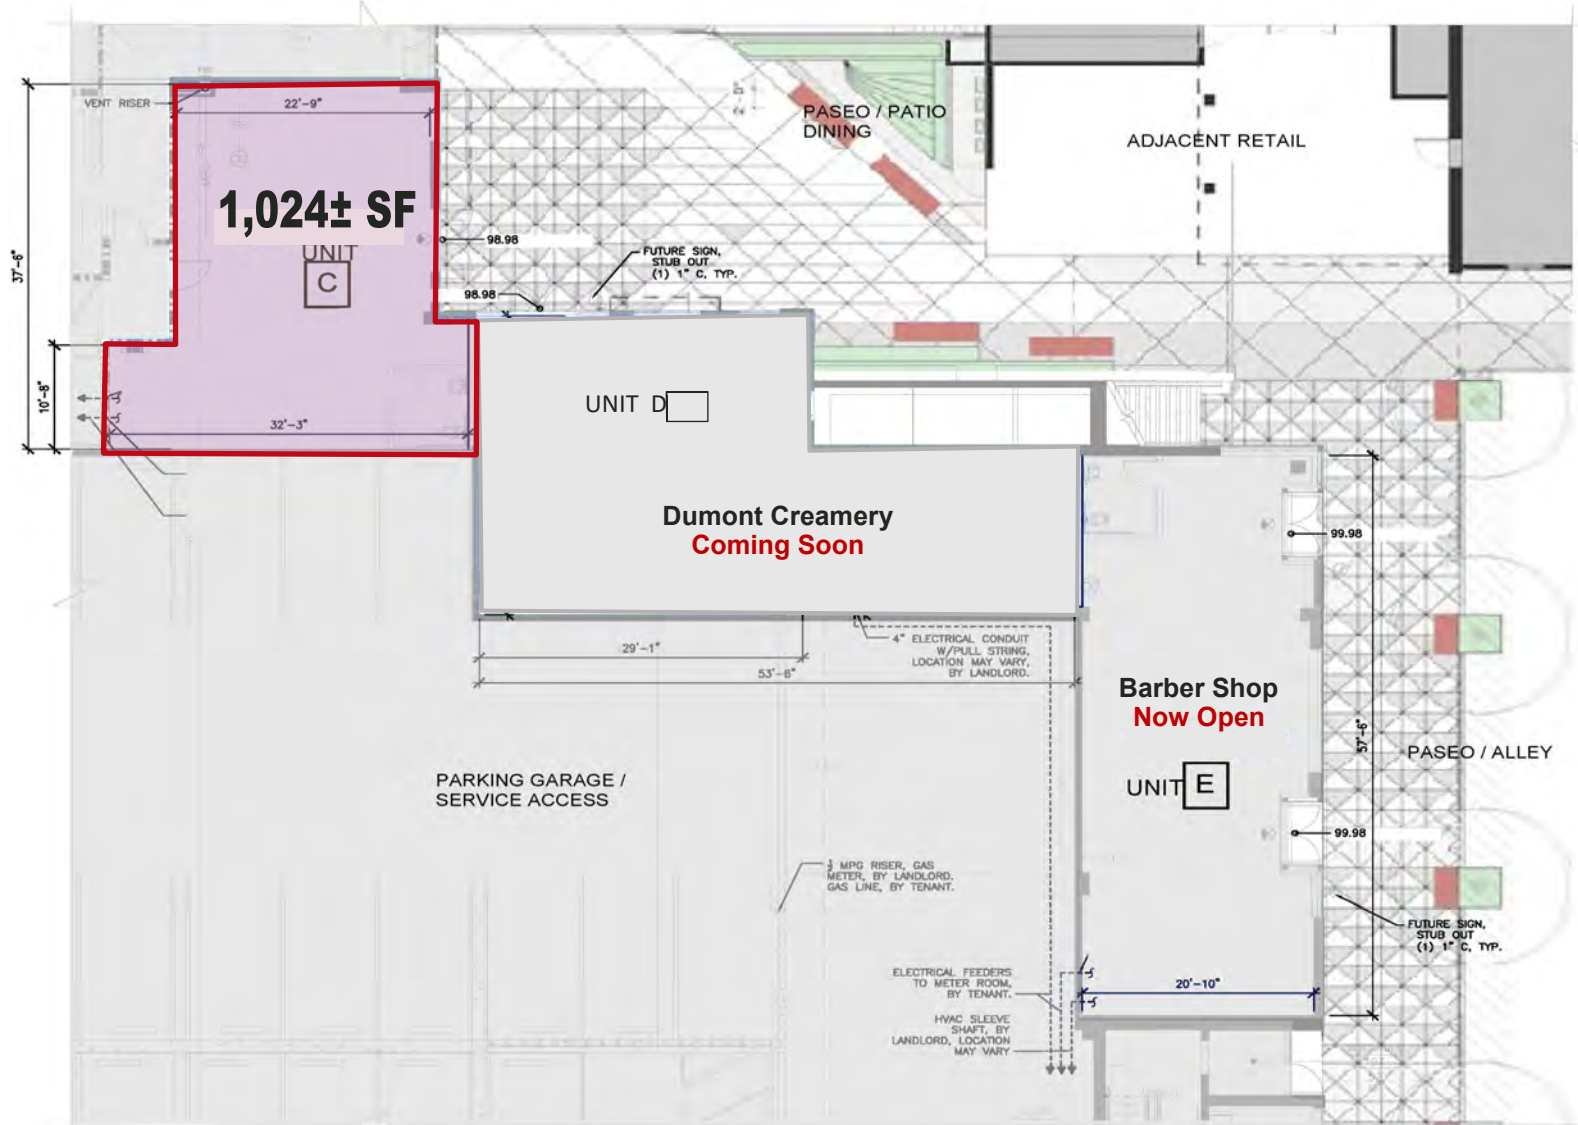 VENT RISER
22'-9"
1,024± SF
UNIT
C
37'-6"
10'-8"
32'-3"
98.98
98.98
FUTURE SIGN,
STUB OUT
(1) 1" C, TYP.
PASEO / PATIO
DINING
ADJACENT RETAIL
UNIT D
Dumont Creamery
Coming Soon
29'-1"
53'-6"
4" ELECTRICAL CONDUIT
W/PULL STRING,
LOCATION MAY VARY,
BY LANDLORD.
99.98
Barber Shop
Now Open
57'-6"
PASEO / ALLEY
UNIT E
99.98
PARKING GARAGE /
SERVICE ACCESS
MPG RISER, GAS
METER, BY LANDLORD.
GAS LINE, BY TENANT.
FUTURE SIGN,
STUB OUT
(1) 1" C, TYP.
ELECTRICAL FEEDERS
TO METER ROOM,
BY TENANT.
20'-10"
HVAC SLEEVE
SHAFT, BY
LANDLORD, LOCATION
MAY VARY